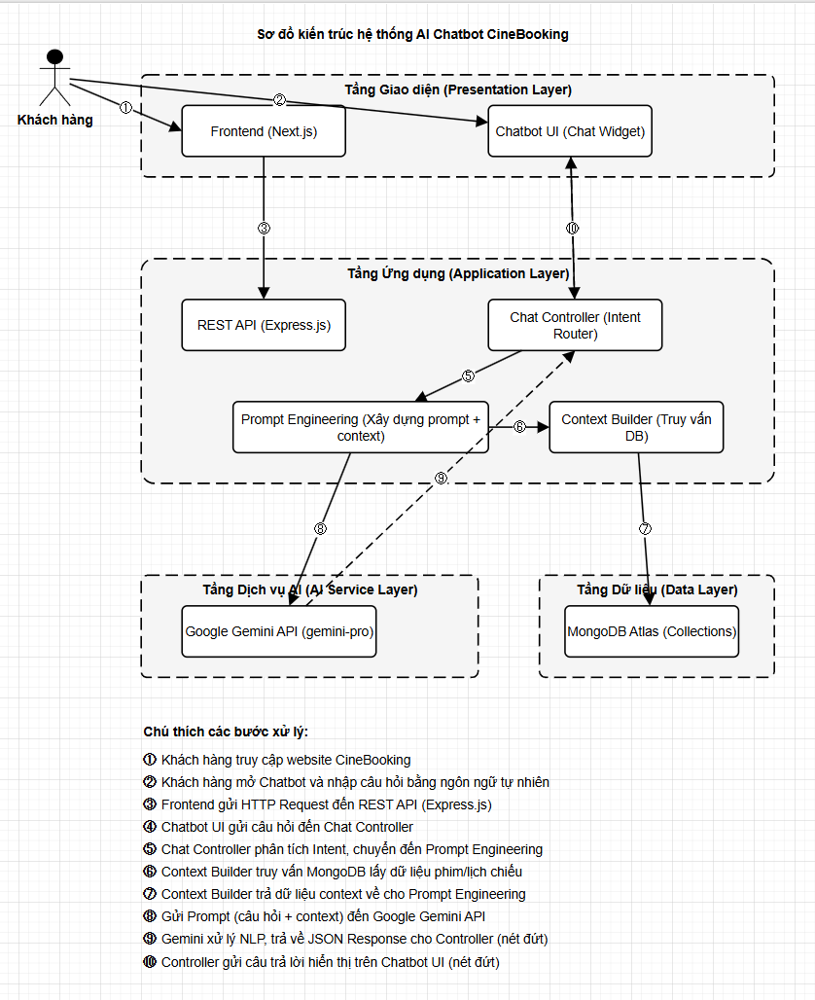 Sơ đồ kiến trúc hệ thống AI Chatbot CineBooking
Khách hàng
①
②
Tầng Giao diện (Presentation Layer)
Frontend (Next.js)
Chatbot UI (Chat Widget)
③
⑩
Tầng Ứng dụng (Application Layer)
REST API (Express.js)
Chat Controller (Intent
Router)
⑤
Prompt Engineering (Xây dựng prompt +
context)
⑥
Context Builder (Truy vấn
DB)
⑨
⑧
⑦
Tầng Dịch vụ AI (AI Service Layer)
Google Gemini API (gemini-pro)
Tầng Dữ liệu (Data Layer)
MongoDB Atlas (Collections)
Chú thích các bước xử lý:
① Khách hàng truy cập website CineBooking
② Khách hàng mở Chatbot và nhập câu hỏi bằng ngôn ngữ tự nhiên
③ Frontend gửi HTTP Request đến REST API (Express.js)
④ Chatbot UI gửi câu hỏi đến Chat Controller
⑤ Chat Controller phân tích Intent, chuyển đến Prompt Engineering
⑥ Context Builder truy vấn MongoDB lấy dữ liệu phim/lịch chiếu
⑦ Context Builder trả dữ liệu context về cho Prompt Engineering
⑧ Gửi Prompt (câu hỏi + context) đến Google Gemini API
⑨ Gemini xử lý NLP, trả về JSON Response cho Controller (nét đứt)
⑩ Controller gửi câu trả lời hiển thị trên Chatbot UI (nét đứt)